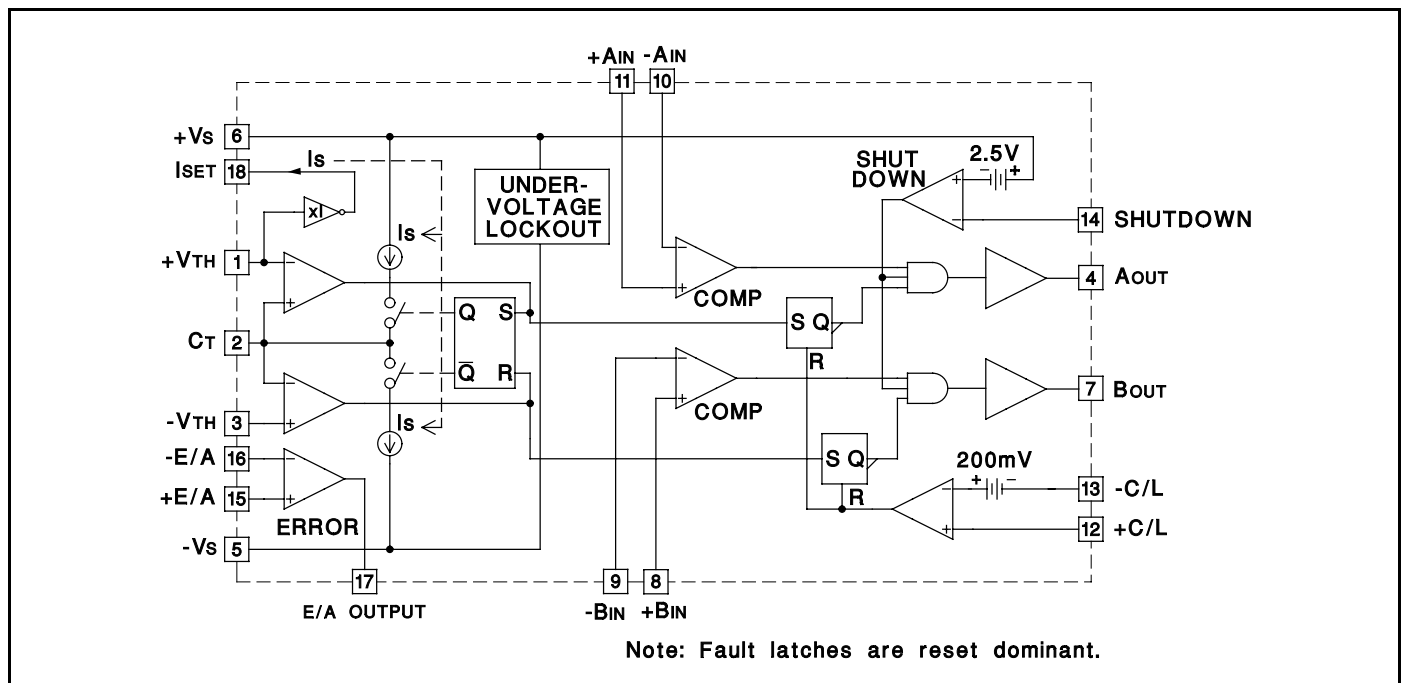 +AIN -AIN
11 10
+VS 6
ISET 18
IS
xI
UNDER-
VOLTAGE
LOCKOUT
SHUT
DOWN
2.5V
- +
+
-
14 SHUTDOWN
IS
+VTH 1
-
+
-
+
COMP
4 AOUT
CT 2
Q S
Q̅ R
S Q
R
-
+
COMP
7 BOUT
-
+
-VTH 3
IS
-E/A 16
+E/A 15
-
+
ERROR
S Q
R
200mV
+ -
-
+
13 -C/L
12 +C/L
-VS 5
17
E/A OUTPUT
9 8
-BIN +BIN
Note: Fault latches are reset dominant.